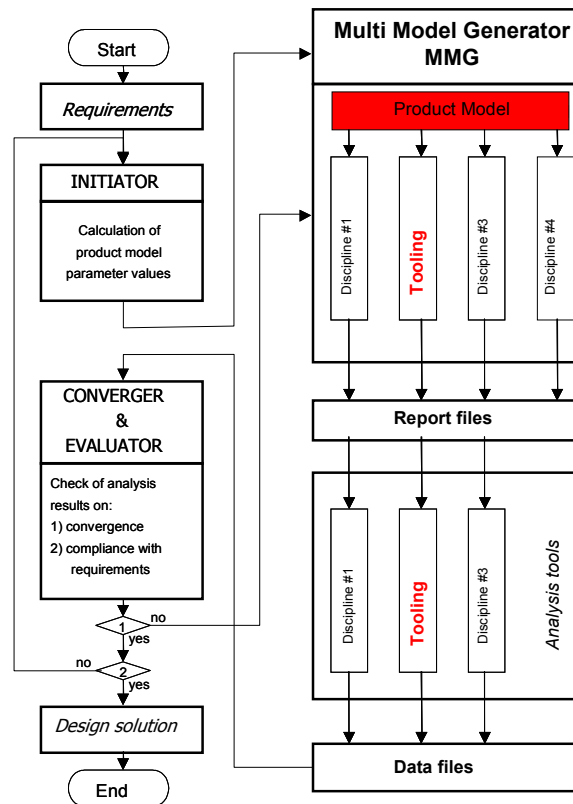 Start
Requirements
INITIATOR
Calculation of
product model
parameter values
CONVERGER
&
EVALUATOR
Check of analysis
results on:
1) convergence
2) compliance with
requirements
1
no
yes
2
no
yes
Design solution
End
Multi Model Generator
MMG
Product Model
Discipline #1
Tooling
Discipline #3
Discipline #4
Report files
Discipline #1
Tooling
Discipline #3
Analysis tools
Data files